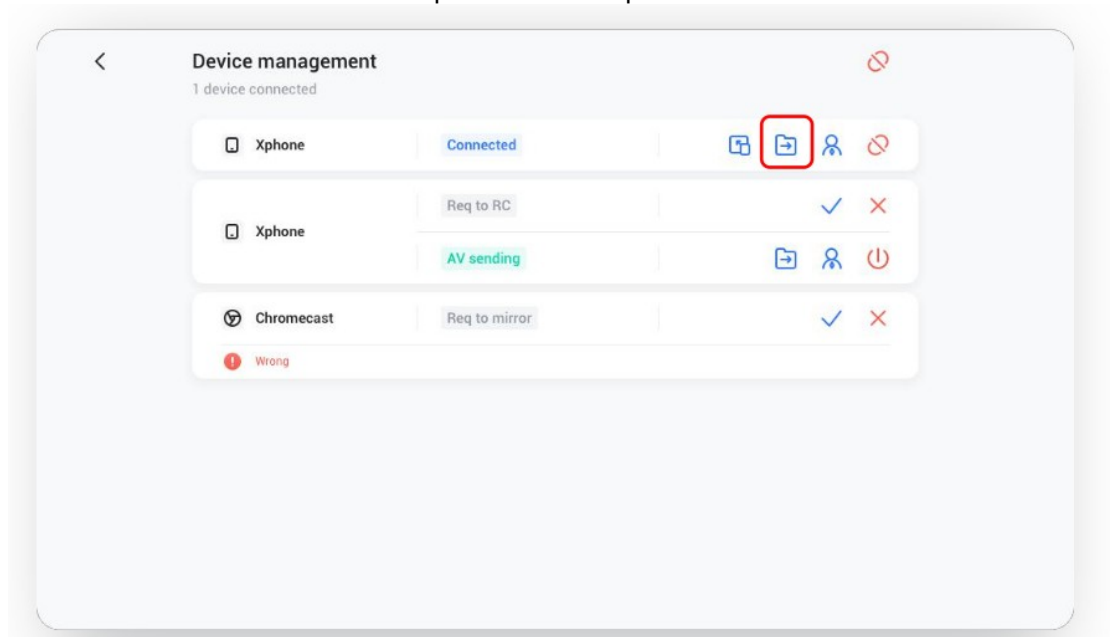 Device management
1 device connected
Xphone Connected
Req to RC
Xphone
AV sending
Chromecast Req to mirror
Wrong